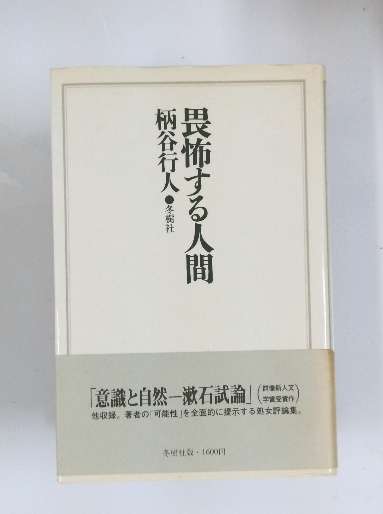 畏怖する人間
柄谷行人●冬樹社
「意識と自然―漱石試論」(群像新人文
学賞受賞作)
他収録。著者の「可能性」を全面的に提示する処女評論集。
冬樹社版・1600円